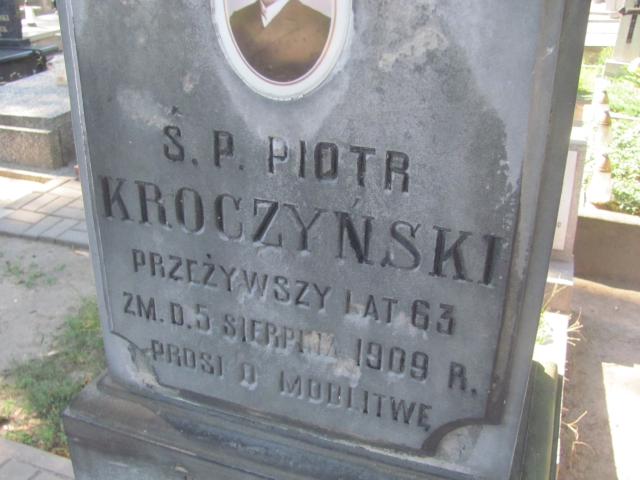 Ś. P. PIOTR
KROCZYŃSKI
PRZEŻYWSZY LAT 63
ZM. D. 5 SIERPNIA 1909 R.
PROSI O MODLITWĘ